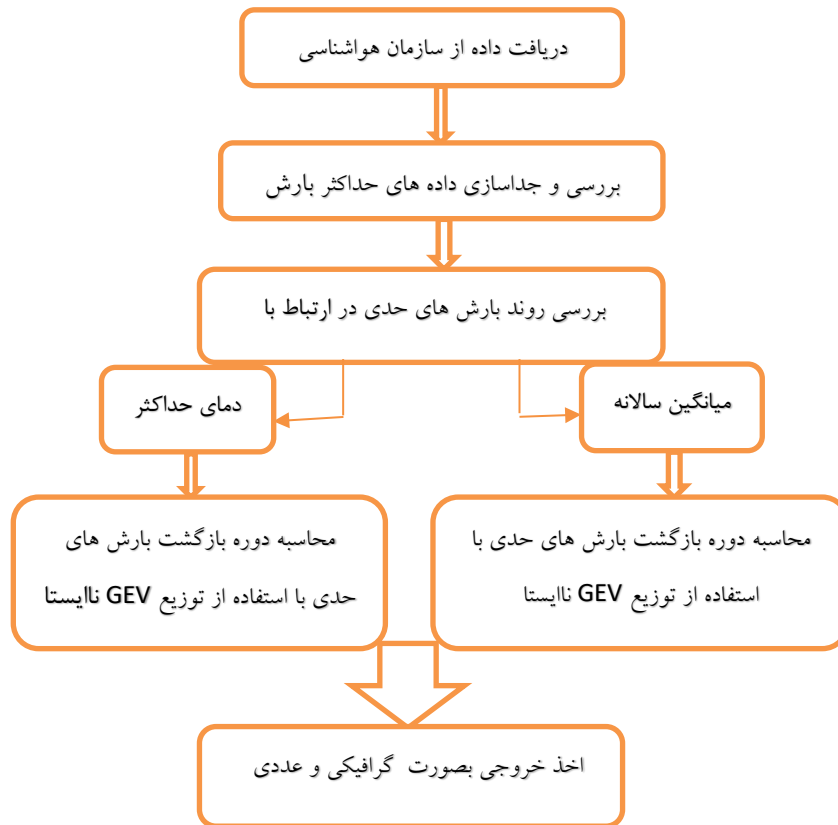 دریافت داده از سازمان هواشناسی
بررسی و جداسازی داده های حداکثر بارش
بررسی روند بارش های حدی در ارتباط با
میانگین سالانه
دمای حداکثر
محاسبه دوره بازگشت بارش های حدی با
استفاده از توزیع GEV ناایستا
محاسبه دوره بازگشت بارش های
حدی با استفاده از توزیع GEV ناایستا
اخذ خروجی بصورت گرافیکی و عددی